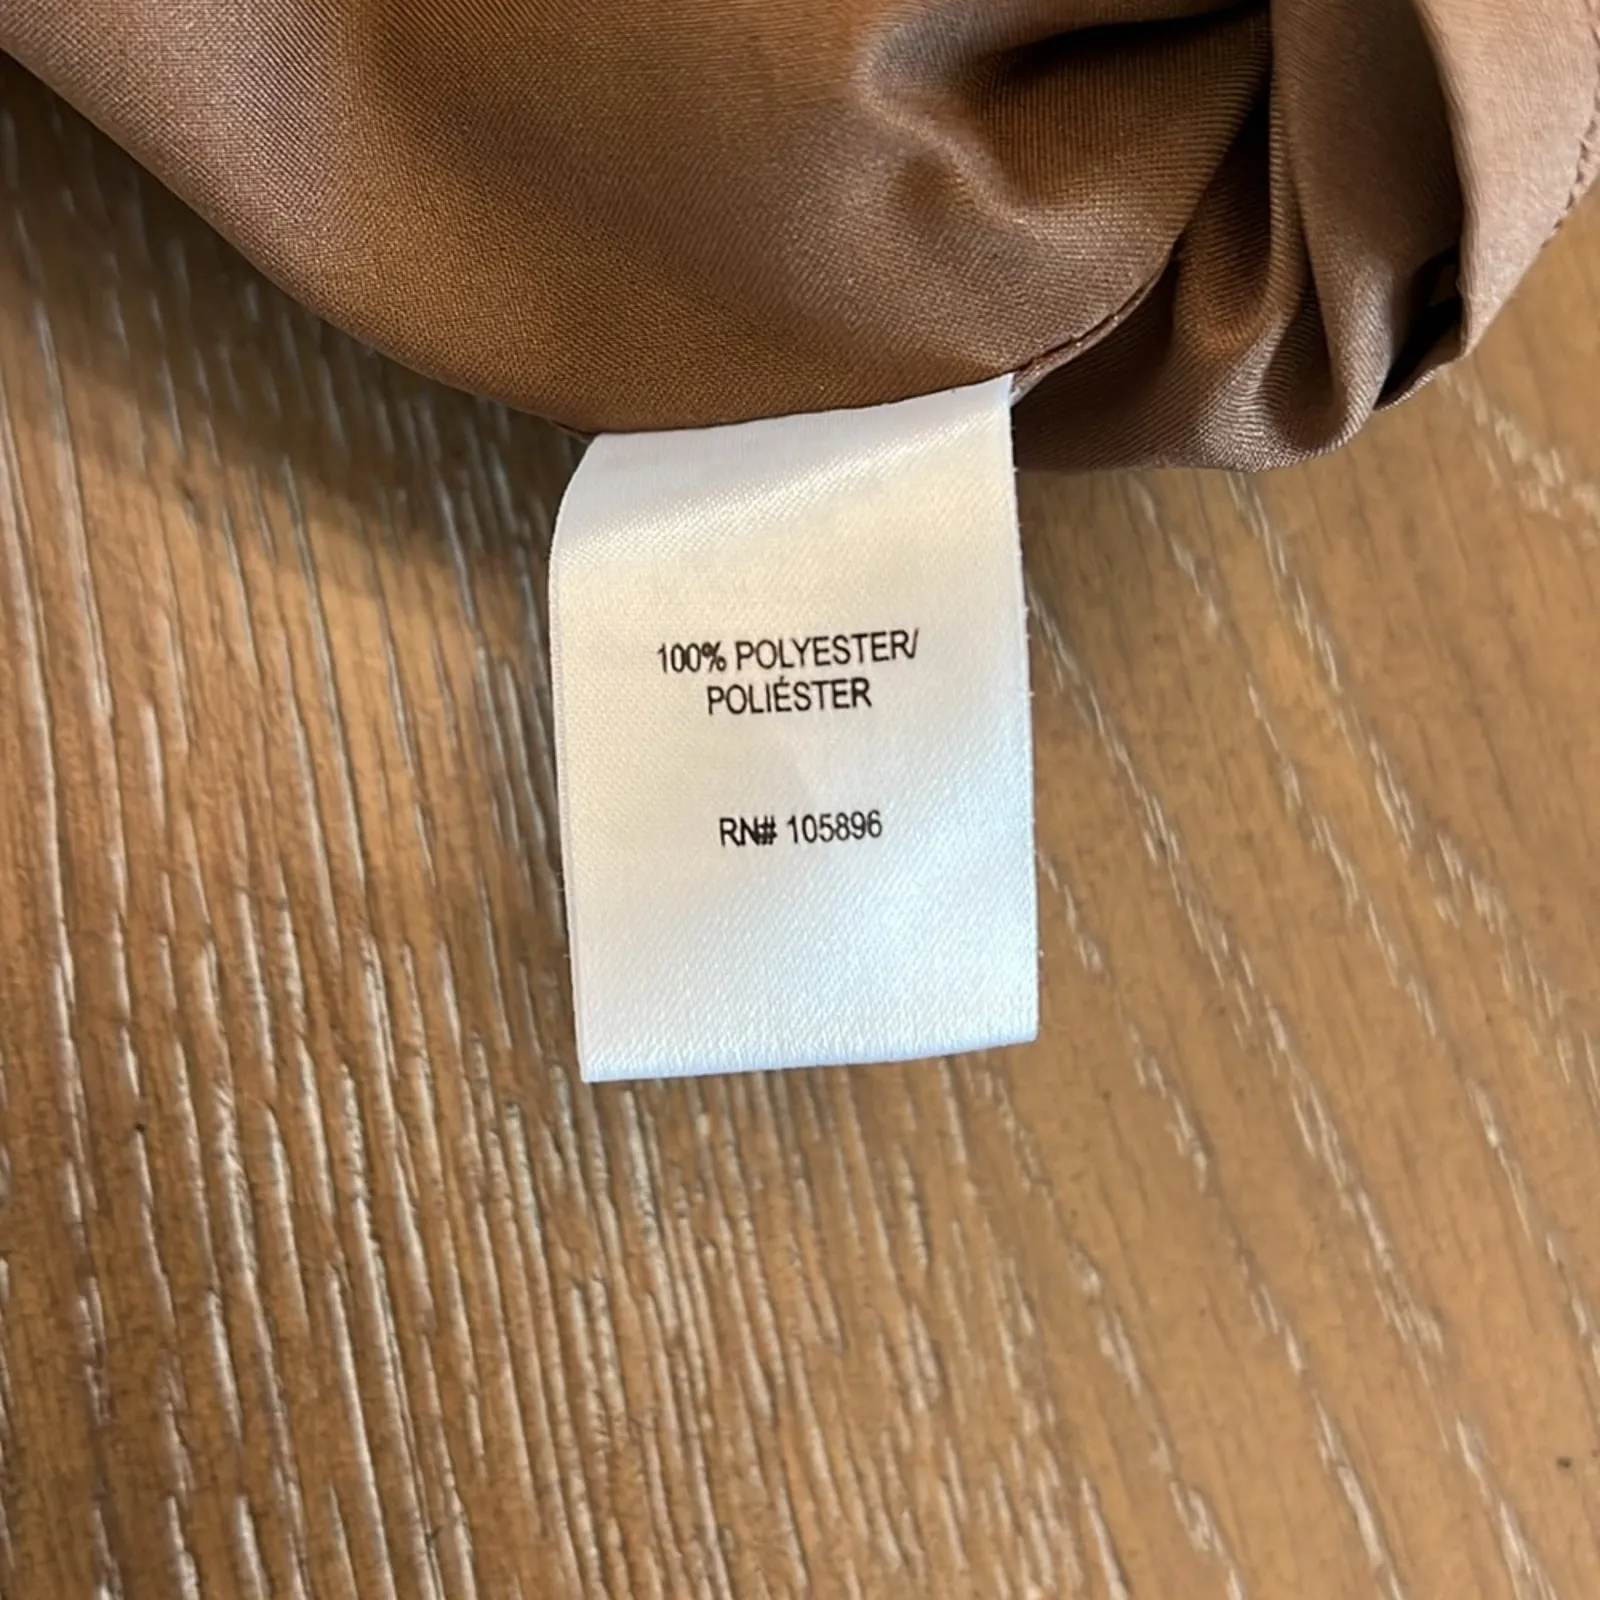 100% POLYESTER/
POLIÉSTER
RN# 105896